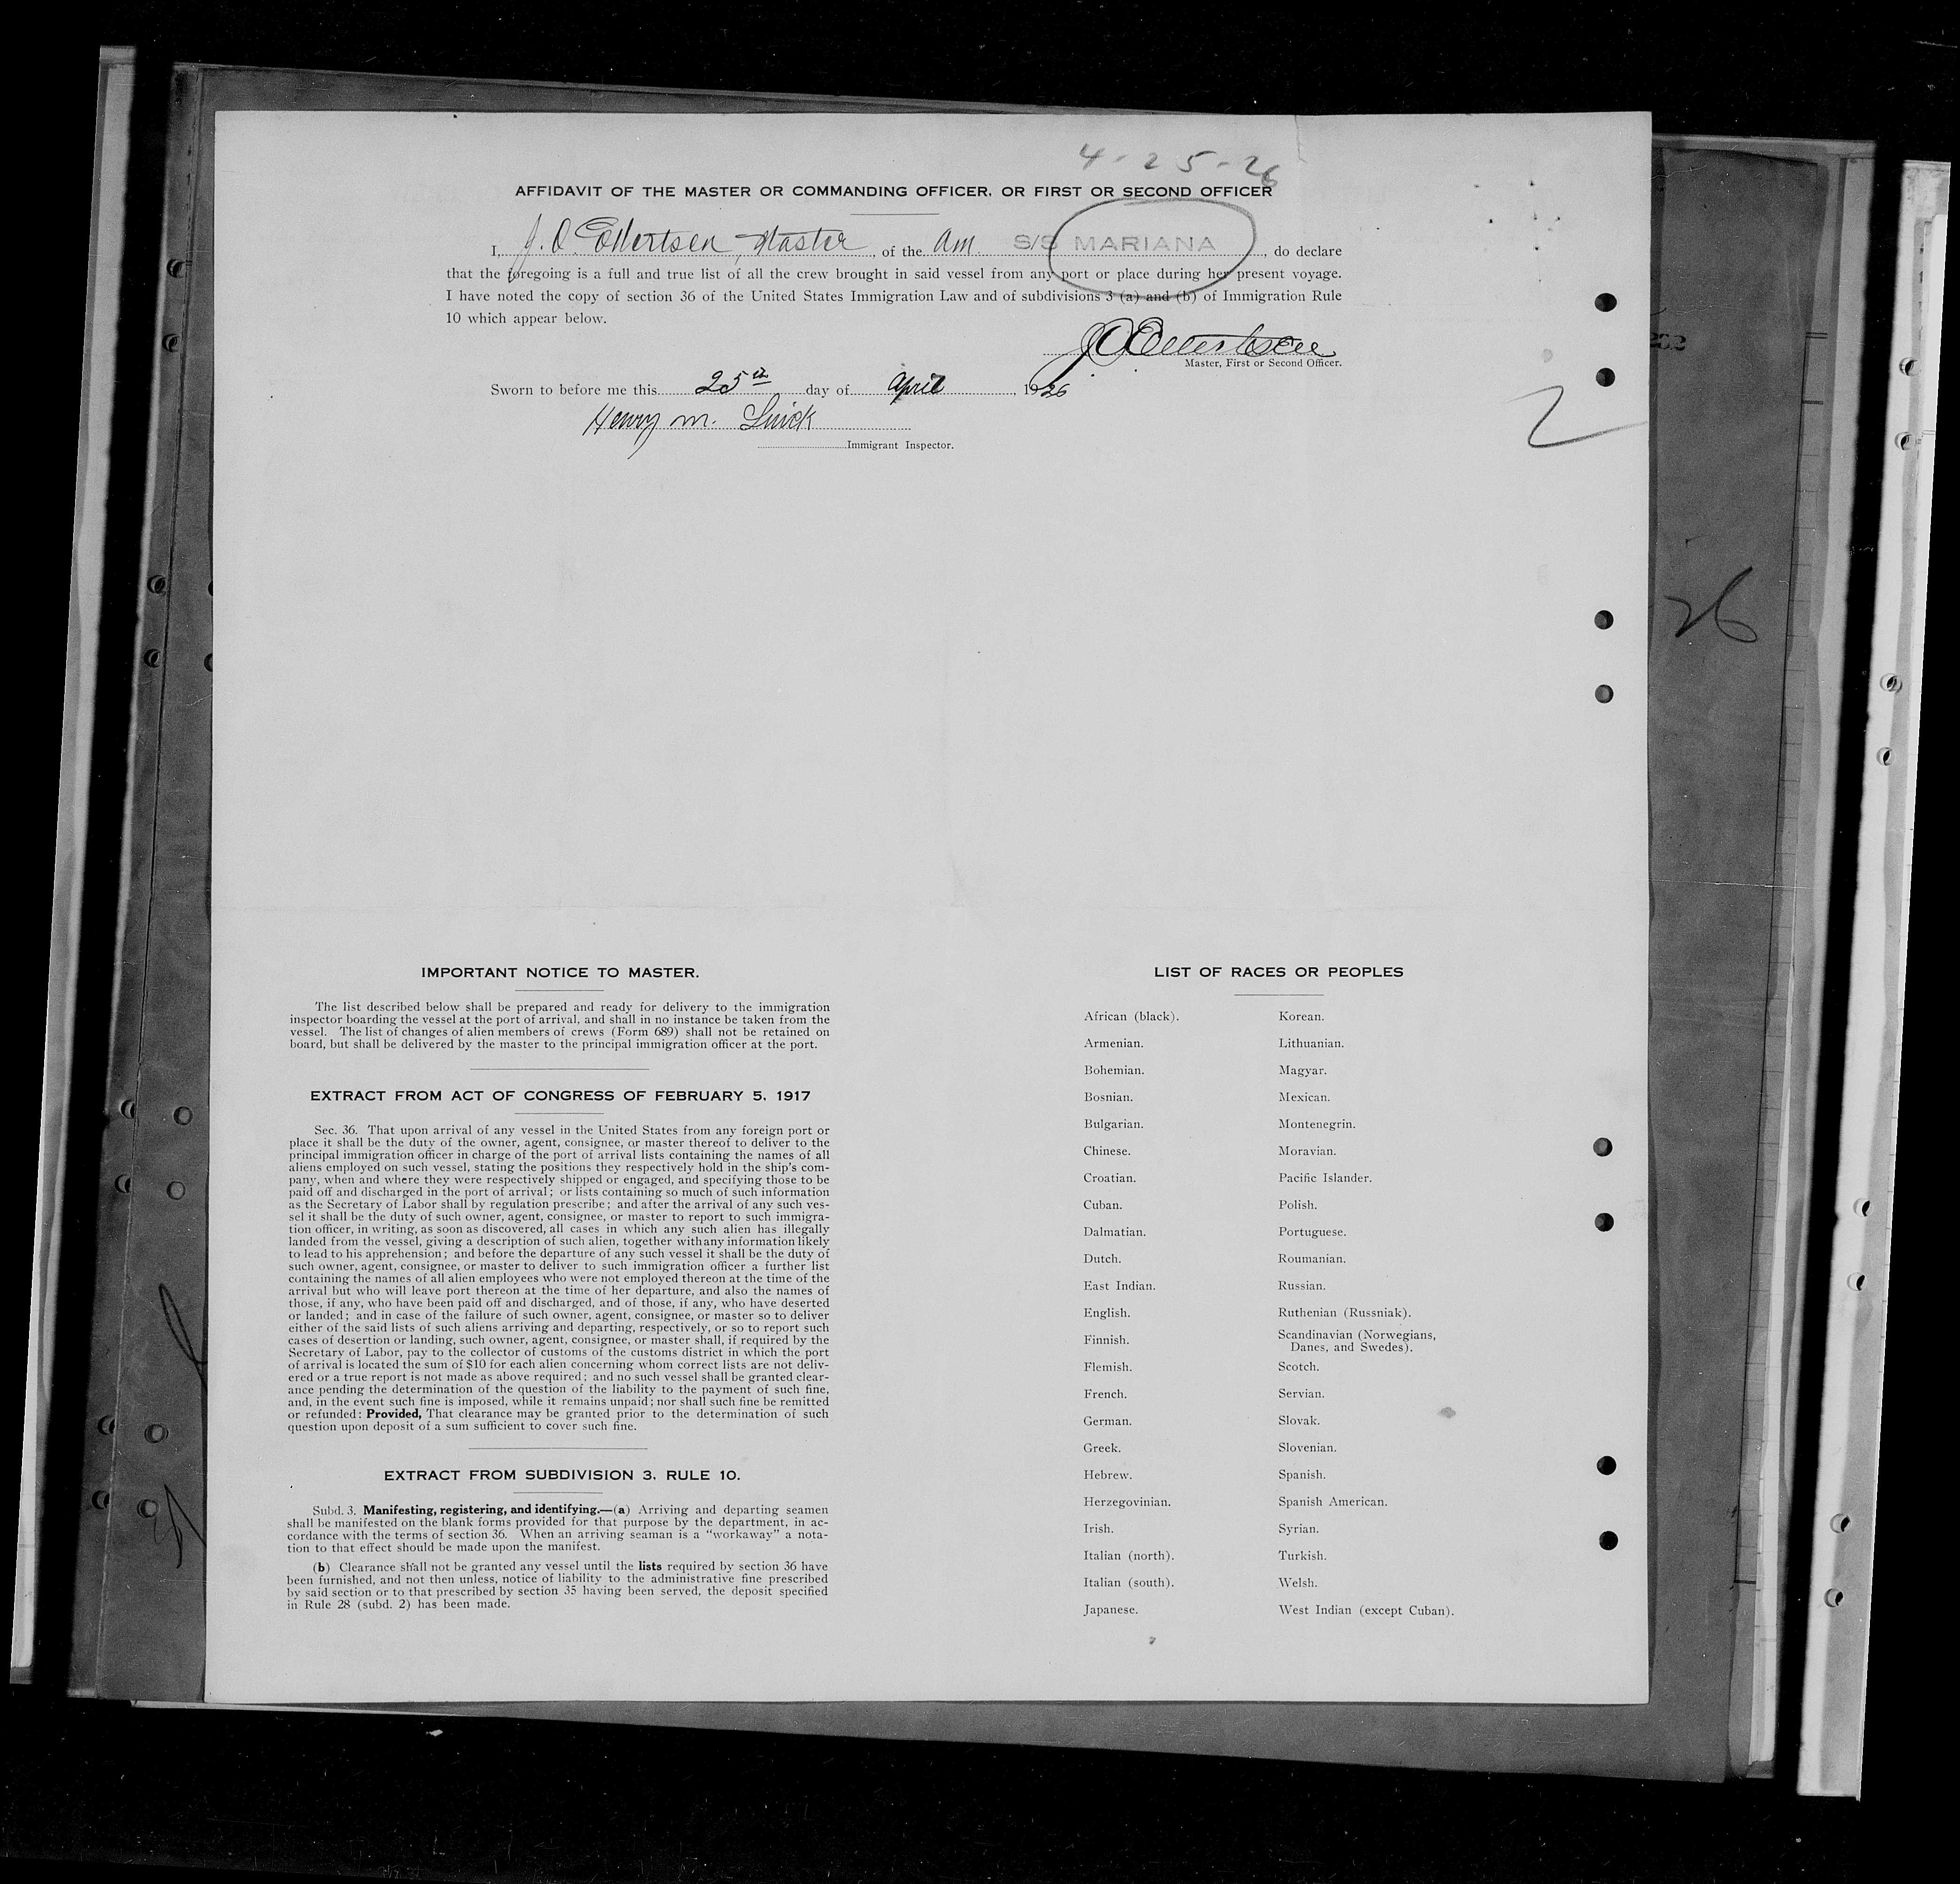 4-25-26
AFFIDAVIT OF THE MASTER OR COMMANDING OFFICER, OR FIRST OR SECOND OFFICER
I, J. O. Master, of the Am. S/S MARIANA, do declare
that the foregoing is a full and true list of all the crew brought in said vessel from any port or place during her present voyage.
I have noted the copy of section 36 of the United States Immigration Law and of subdivisions 3 (a) and (b) of Immigration Rule
10 which appear below.
Master, First or Second Officer.
Sworn to before me this 25th day of April, 1926
Henry M.
Immigrant Inspector.
2
26
IMPORTANT NOTICE TO MASTER.
The list described below shall be prepared and ready for delivery to the immigration
inspector boarding the vessel at the port of arrival, and shall in no instance be taken from the
vessel. The list of changes of alien members of crews (Form 689) shall not be retained on
board, but shall be delivered by the master to the principal immigration officer at the port.
EXTRACT FROM ACT OF CONGRESS OF FEBRUARY 5, 1917
Sec. 36. That upon arrival of any vessel in the United States from any foreign port or
place it shall be the duty of the owner, agent, consignee, or master thereof to deliver to the
principal immigration officer in charge of the port of arrival lists containing the names of all
aliens employed on such vessel, stating the positions they respectively hold in the ship's com-
pany, when and where they were respectively shipped or engaged, and specifying those to be
paid off and discharged in the port of arrival; or lists containing so much of such information
as the Secretary of Labor shall by regulation prescribe; and after the arrival of any such ves-
sel it shall be the duty of such owner, agent, consignee, or master to report to such immigra-
tion officer, in writing, as soon as discovered, all cases in which any such alien has illegally
landed from the vessel, giving a description of such alien, together with any information likely
to lead to his apprehension; and before the departure of any such vessel it shall be the duty of
such owner, agent, consignee, or master to deliver to such immigration officer a further list
containing the names of all alien employees who were not employed thereon at the time of the
arrival but who will leave port thereon at the time of her departure, and also the names of
those, if any, who have been paid off and discharged, and of those, if any, who have deserted
or landed; and in case of the failure of such owner, agent, consignee, or master so to deliver
either of the said lists of such aliens arriving and departing, respectively, or so to report such
cases of desertion or landing, such owner, agent, consignee, or master shall, if required by the
Secretary of Labor, pay to the collector of customs of the customs district in which the port
of arrival is located the sum of $10 for each alien concerning whom correct lists are not deliv-
ered or a true report is not made as above required; and no such vessel shall be granted clear-
ance pending the determination of the question of the liability to the payment of such fine,
and, in the event such fine is imposed, while it remains unpaid; nor shall such fine be remitted
or refunded: Provided, That clearance may be granted prior to the determination of such
question upon deposit of a sum sufficient to cover such fine.
EXTRACT FROM SUBDIVISION 3, RULE 10.
Subd. 3. Manifesting, registering, and identifying.—(a) Arriving and departing seamen
shall be manifested on the blank forms provided for that purpose by the department, in ac-
cordance with the terms of section 36. When an arriving seaman is a "workaway" a nota-
tion to that effect should be made upon the manifest.
(b) Clearance shall not be granted any vessel until the lists required by section 36 have
been furnished, and not then unless, notice of liability to the administrative fine prescribed
by said section or to that prescribed by section 35 having been served, the deposit specified
in Rule 28 (subd. 2) has been made.
LIST OF RACES OR PEOPLES
African (black).
Armenian.
Bohemian.
Bosnian.
Bulgarian.
Chinese.
Croatian.
Cuban.
Dalmatian.
Dutch.
East Indian.
English.
Finnish.
Flemish.
French.
German.
Greek.
Hebrew.
Herzegovinian.
Irish.
Italian (north).
Italian (south).
Japanese.
Korean.
Lithuanian.
Magyar.
Mexican.
Montenegrin.
Moravian.
Pacific Islander.
Polish.
Portuguese.
Roumanian.
Russian.
Ruthenian (Russniak).
Scandinavian (Norwegians,
Danes, and Swedes).
Scotch.
Servian.
Slovak.
Slovenian.
Spanish.
Spanish American.
Syrian.
Turkish.
Welsh.
West Indian (except Cuban).